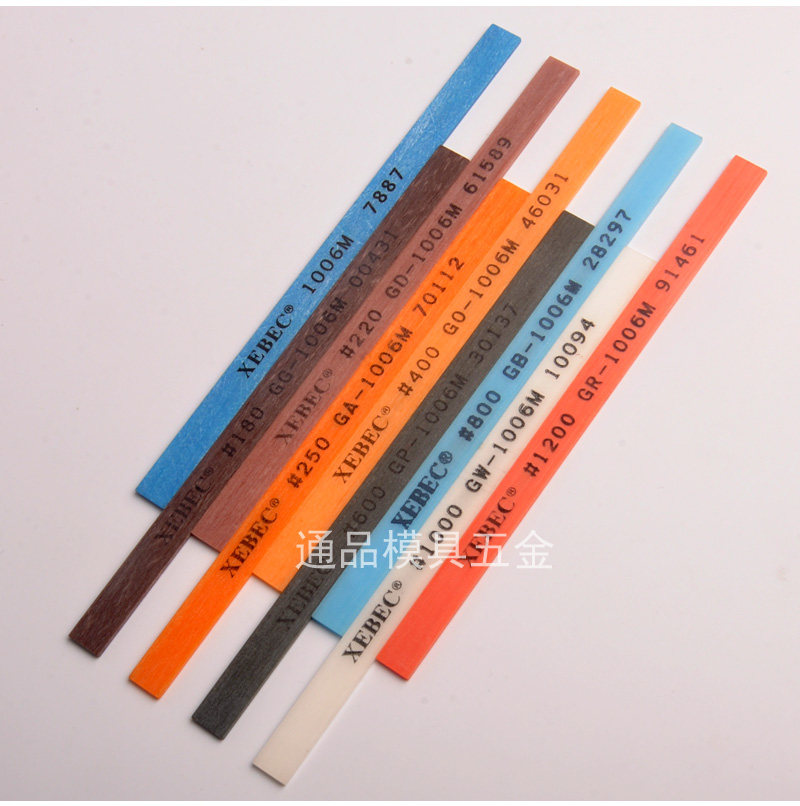 XEBEC® 1006M 7887
XEBEC® #180 GG-1006M 00431
XEBEC® #220 GD-1006M 61589
XEBEC® #250 GA-1006M 70112
XEBEC® #400 GO-1006M 46031
XEBEC® #600 GP-1006M 30137
XEBEC® #800 GB-1006M 28297
XEBEC® #1000 GW-1006M 10094
XEBEC® #1200 GR-1006M 91461
通品模具五金